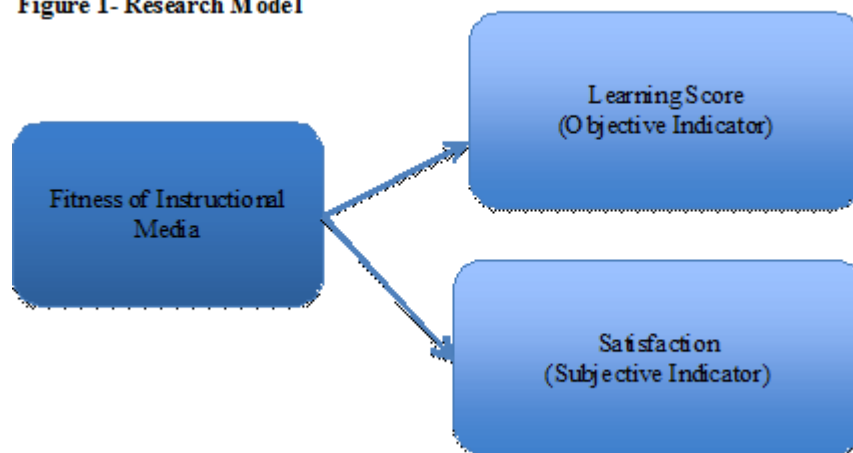 Figure 1- Research Model
Learning Score
(Objective Indicator)
Fitness of Instructional
Media
Satisfaction
(Subjective Indicator)